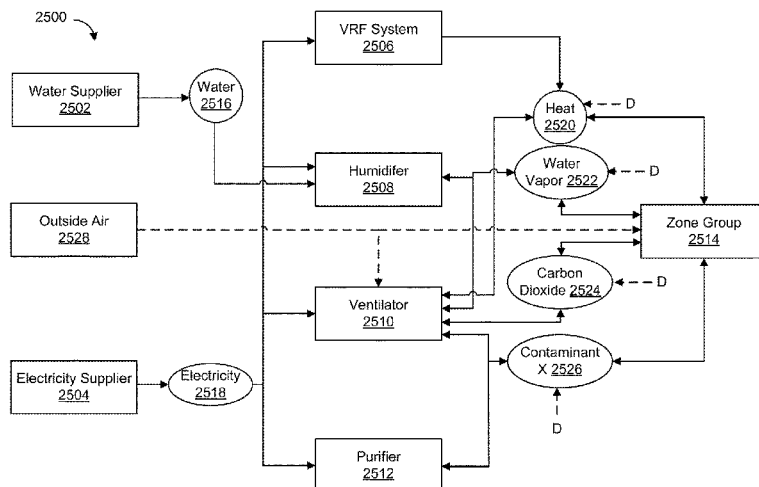 2500
VRF System
2506
Water Supplier
2502
Water
2516
Heat
2520
D
Humidifer
2508
Water
Vapor 2522
D
Outside Air
2528
Zone Group
2514
Ventilator
2510
Carbon
Dioxide 2524
D
Electricity Supplier
2504
Electricity
2518
Contaminant
X 2526
D
Purifier
2512